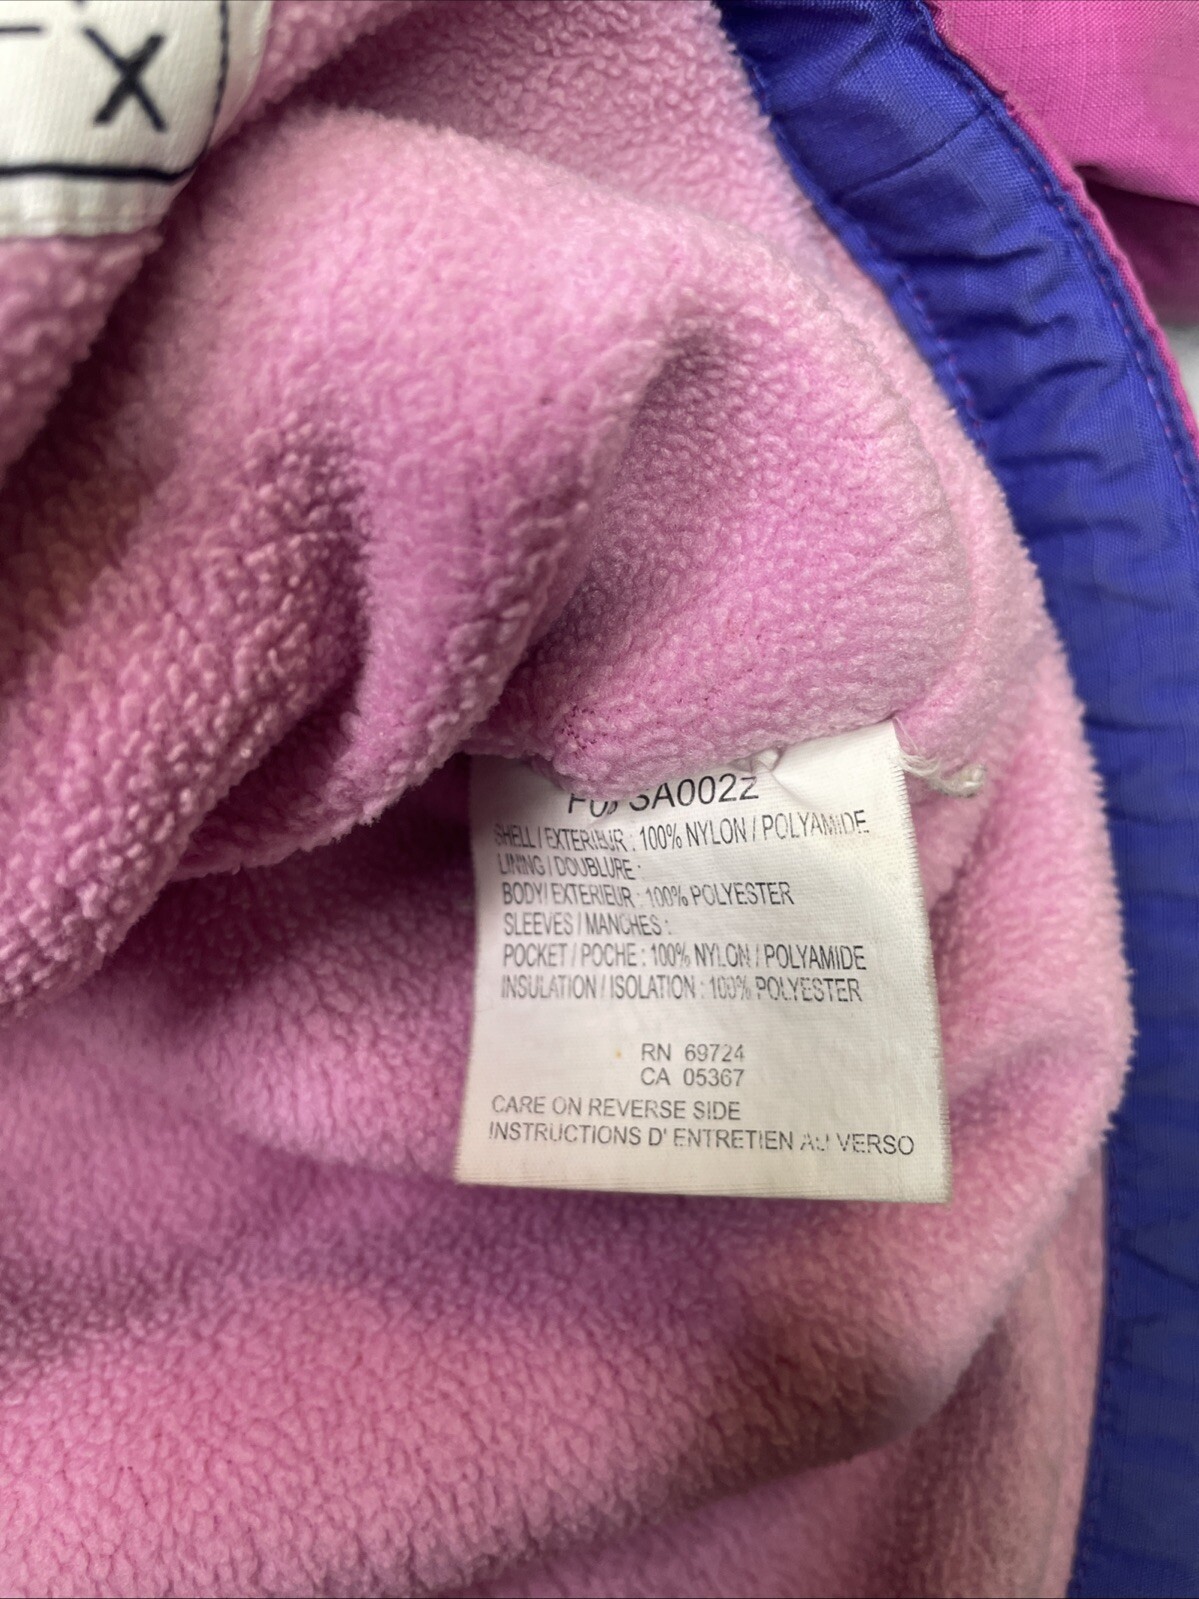 X
SA002Z
SHELL / EXTERIEUR : 100% NYLON / POLYAMIDE
LINING / DOUBLURE :
BODY / EXTERIEUR : 100% POLYESTER
SLEEVES / MANCHES :
POCKET / POCHE : 100% NYLON / POLYAMIDE
INSULATION / ISOLATION : 100% POLYESTER
RN 69724
CA 05367
CARE ON REVERSE SIDE
INSTRUCTIONS D' ENTRETIEN AU VERSO